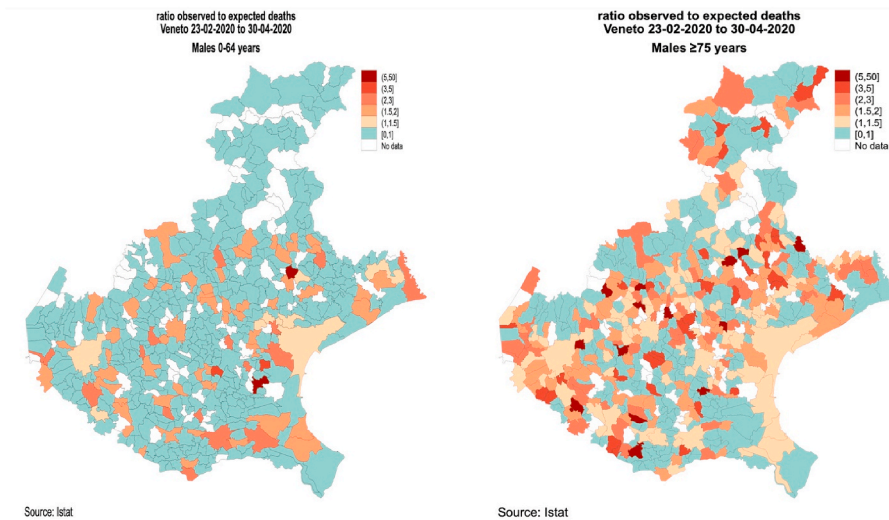 ratio observed to expected deaths
Veneto 23-02-2020 to 30-04-2020
Males 0-64 years
(5,50]
(3,5]
(2,3]
(1.5,2]
(1,1.5]
[0,1]
No data
Source: Istat
ratio observed to expected deaths
Veneto 23-02-2020 to 30-04-2020
Males ≥75 years
(5,50]
(3,5]
(2,3]
(1.5,2]
(1,1.5]
[0,1]
No data
Source: Istat